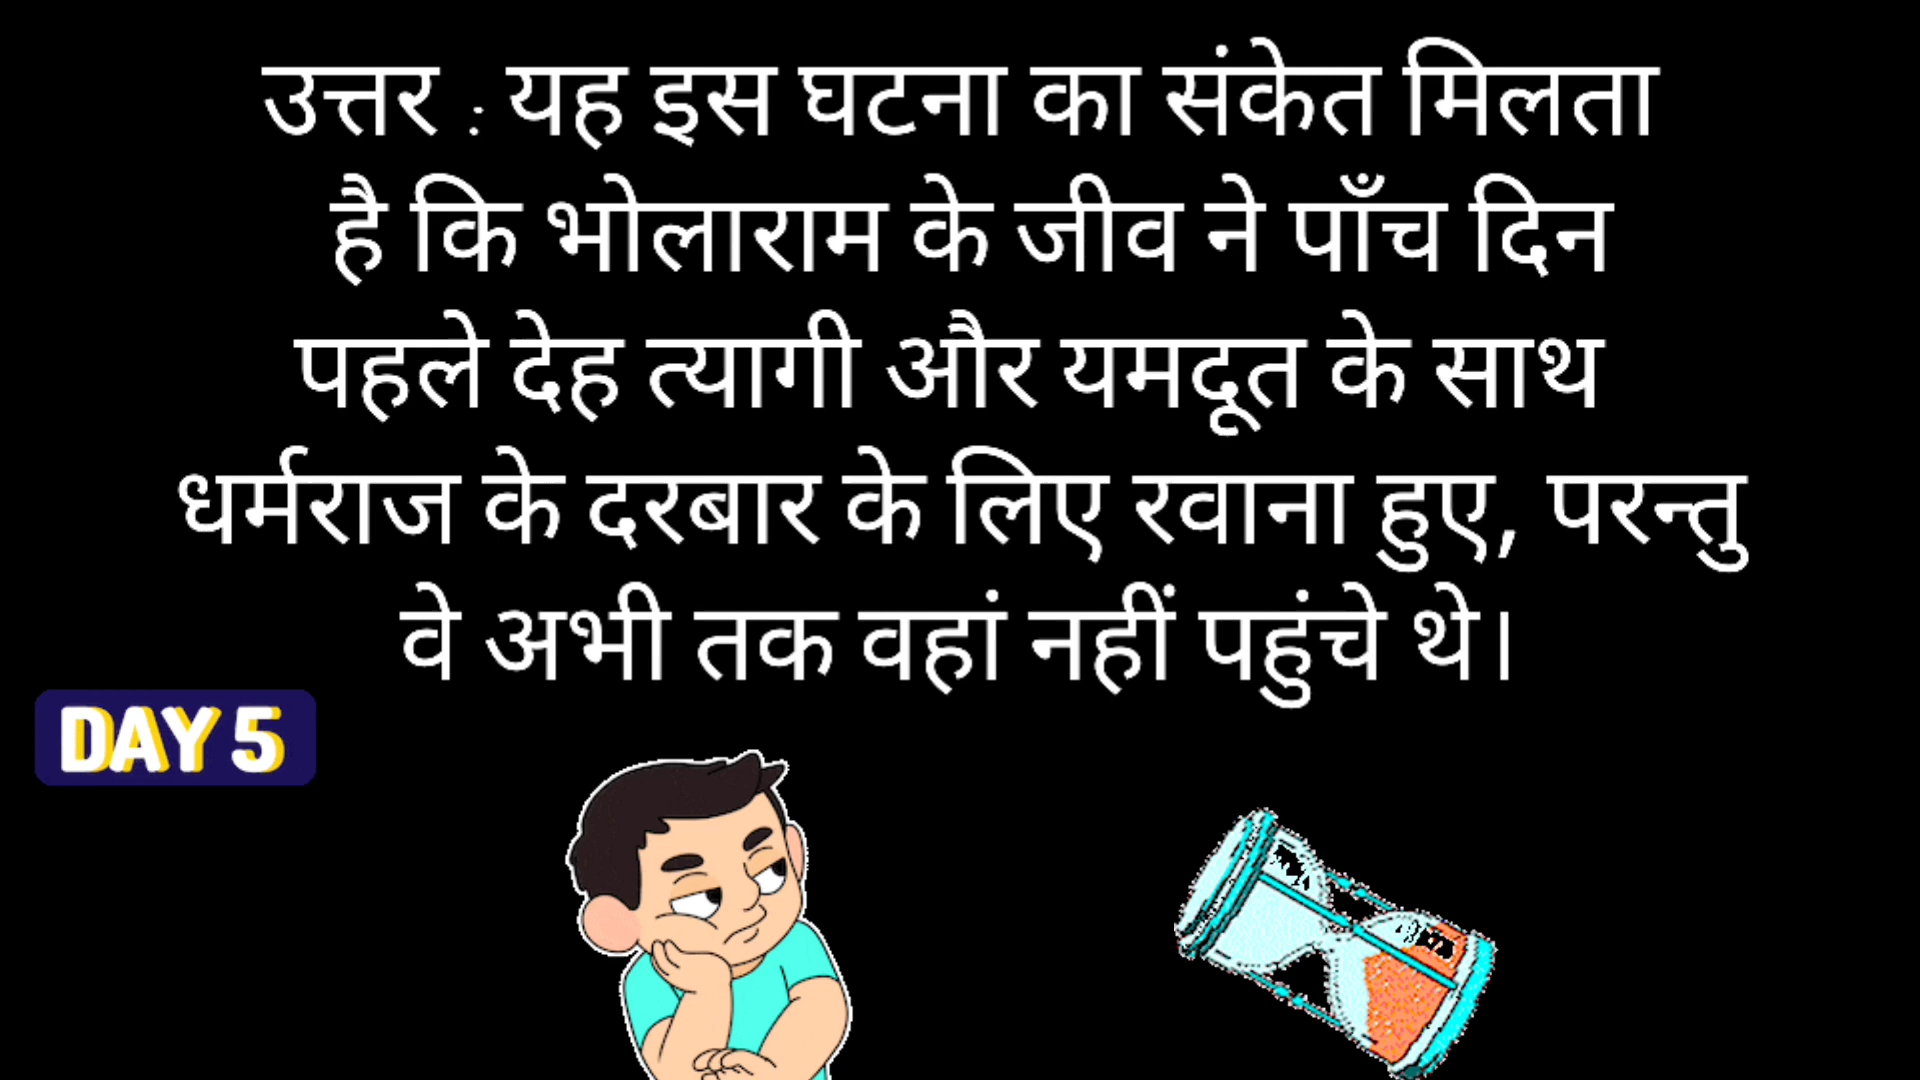 उत्तर : यह इस घटना का संकेत मिलता
है कि भोलाराम के जीव ने पाँच दिन
पहले देह त्यागी और यमदूत के साथ
धर्मराज के दरबार के लिए रवाना हुए, परन्तु
वे अभी तक वहां नहीं पहुंचे थे।
DAY 5